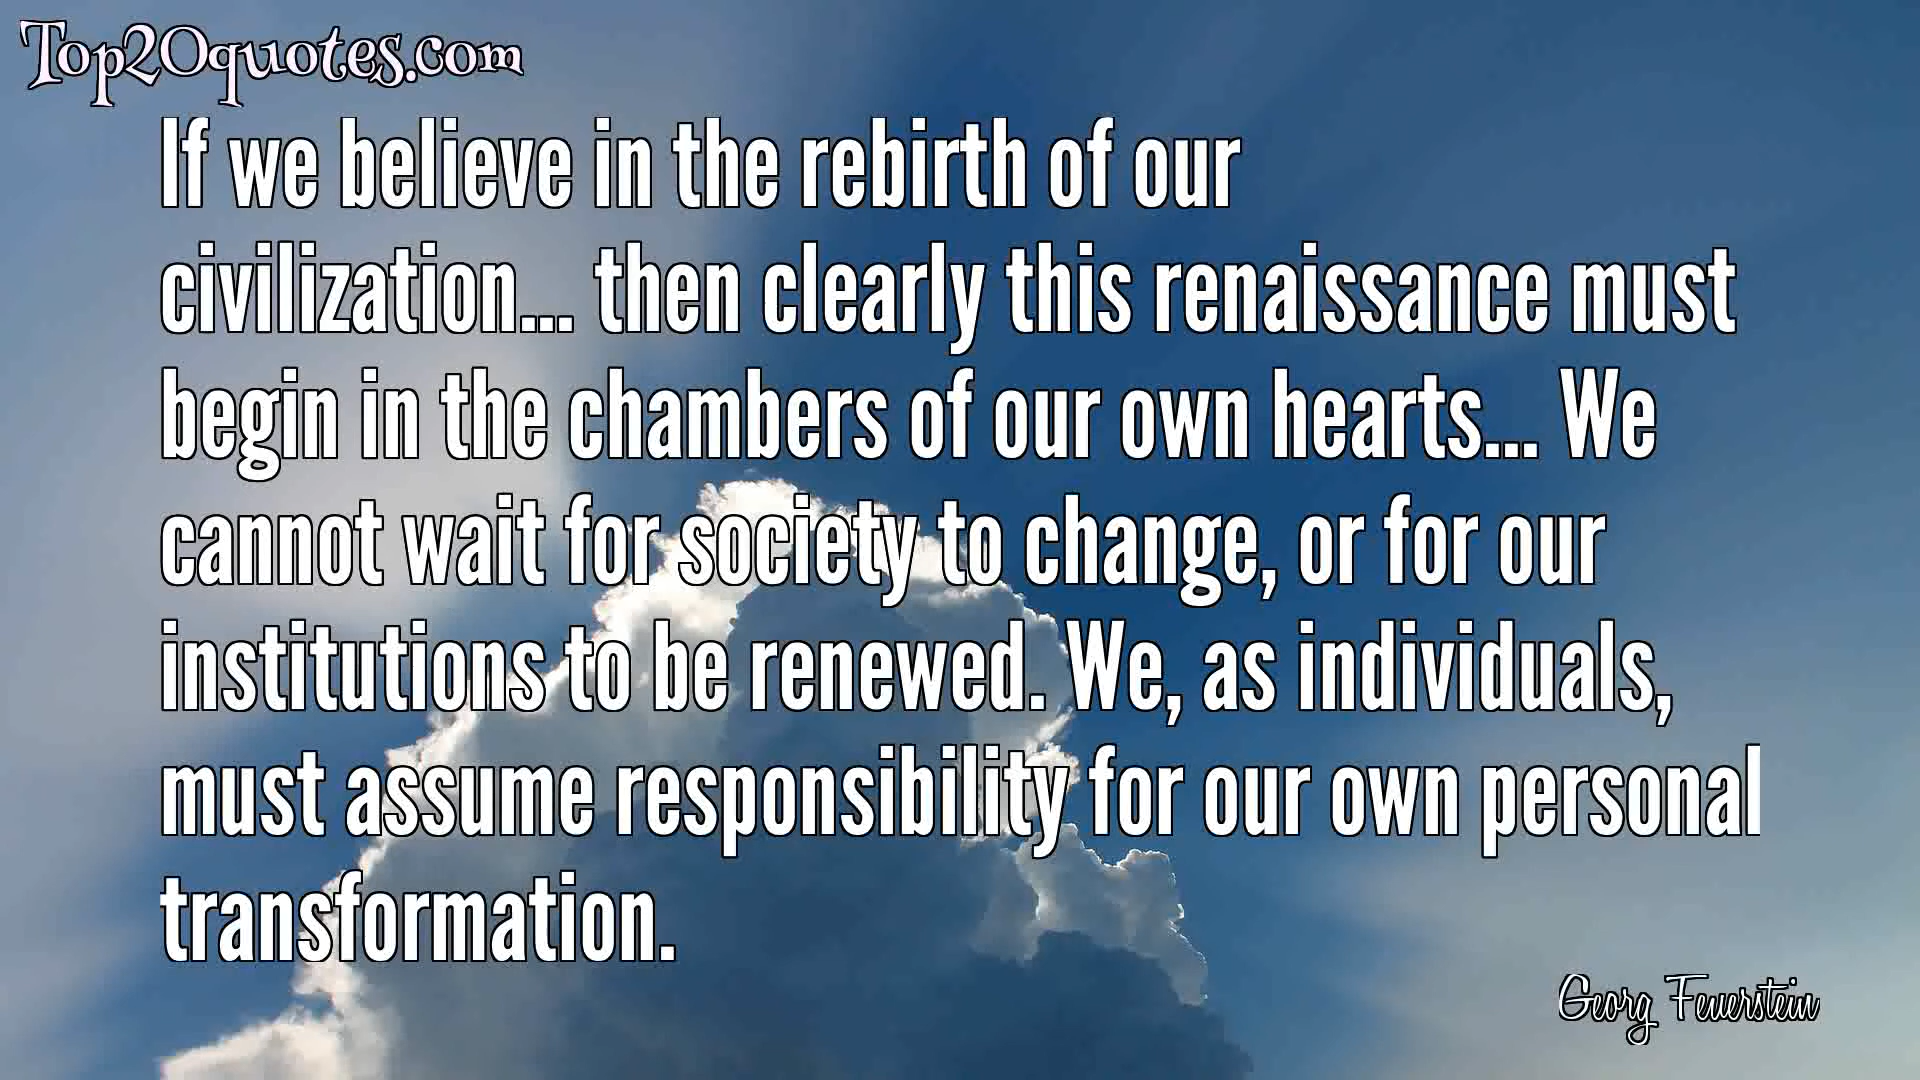 Top20quotes.com
If we believe in the rebirth of our
civilization... then clearly this renaissance must
begin in the chambers of our own hearts... We
cannot wait for society to change, or for our
institutions to be renewed. We, as individuals,
must assume responsibility for our own personal
transformation.
Georg Feuerstein